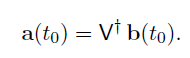 a(t₀) = V† b(t₀).